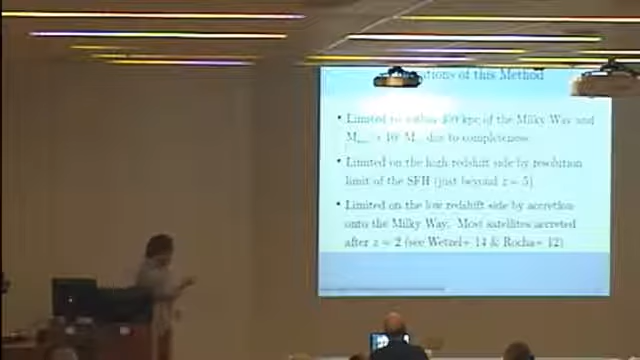 of this Method
• Limited to within 400 kpc of the Milky Way and
due to completeness
• Limited on the high redshift side by resolution
limit of the SFH (just beyond z = 5)
• Limited on the low redshift side by accretion
onto the Milky Way. Most satellites accreted
after z = 2 (see Wetzel+ 14 & Rocha+ 12)